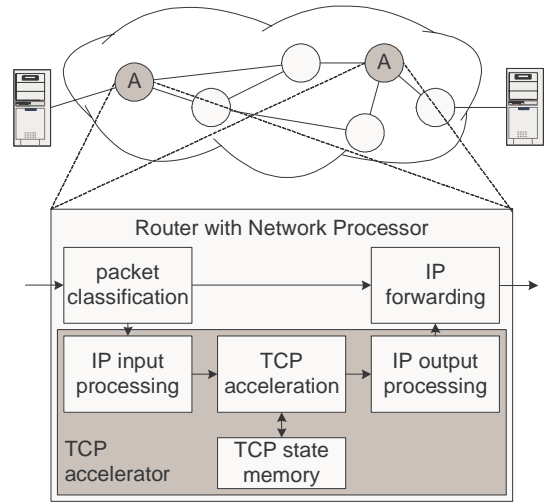 A
A
Router with Network Processor
packet
classification
IP
forwarding
IP input
processing
TCP
acceleration
IP output
processing
TCP
accelerator
TCP state
memory